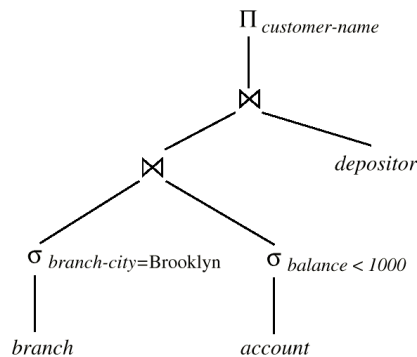 Π customer-name
⋈
⋈
depositor
σ branch-city=Brooklyn
σ balance < 1000
branch
account